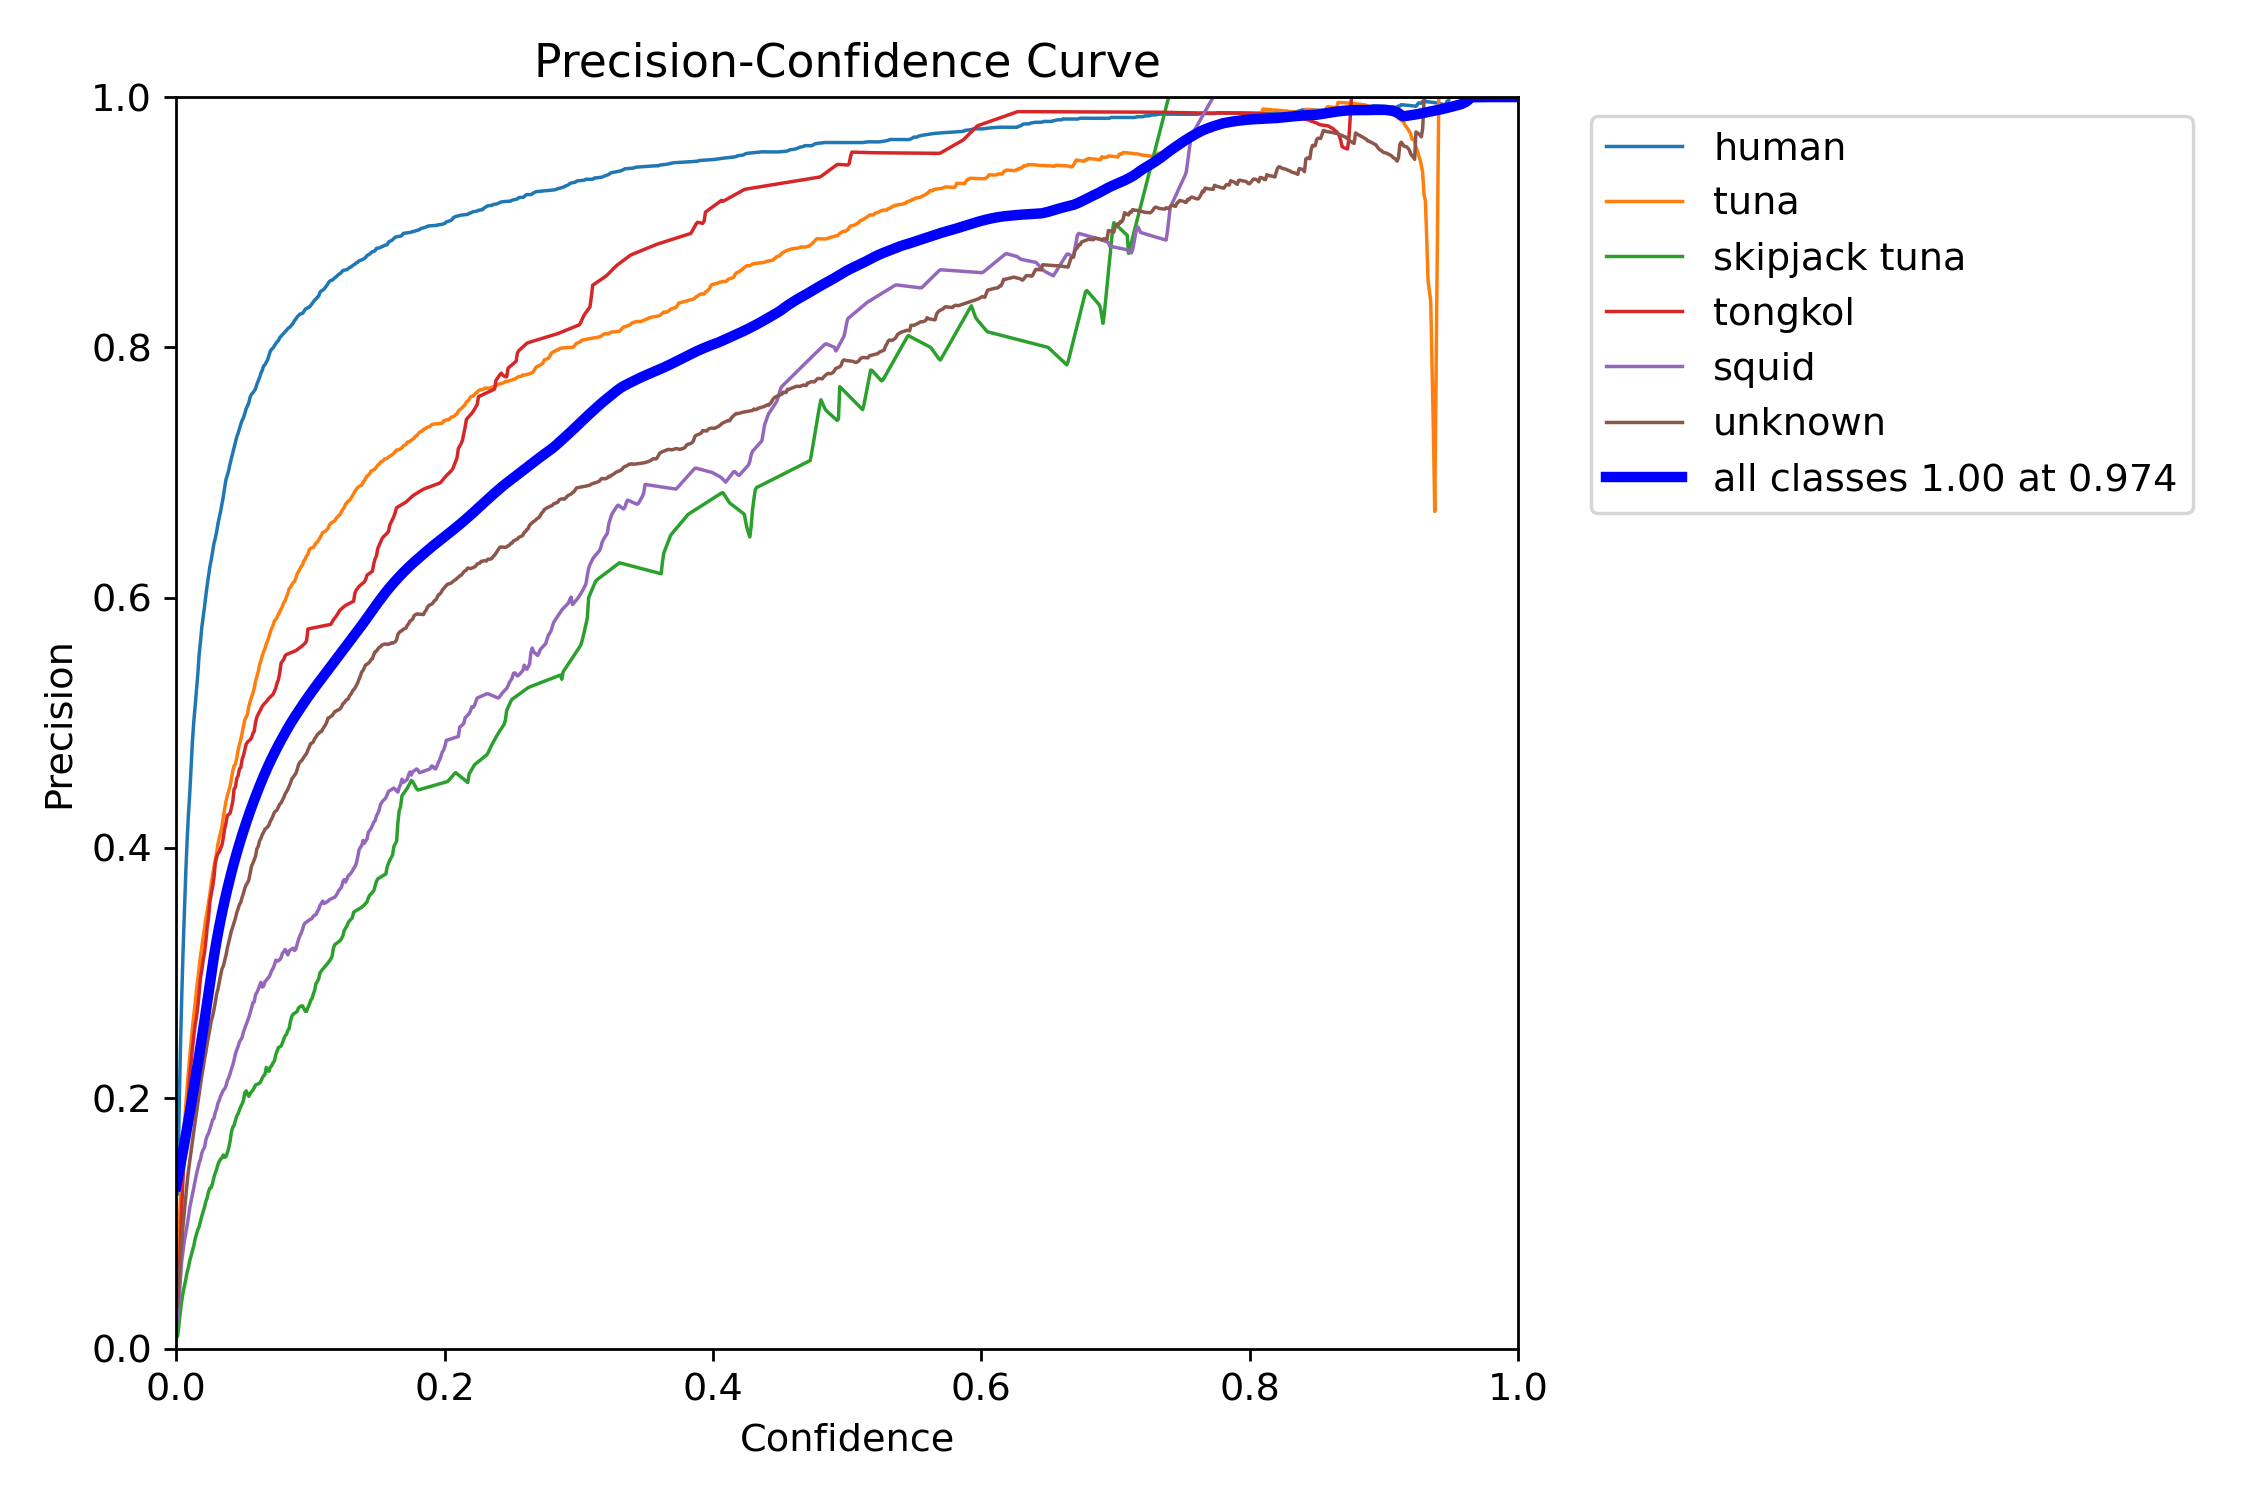 Precision-Confidence Curve
1.0
0.8
0.6
0.4
0.2
0.0
Precision
0.0 0.2 0.4 0.6 0.8 1.0
Confidence
human
tuna
skipjack tuna
tongkol
squid
unknown
all classes 1.00 at 0.974